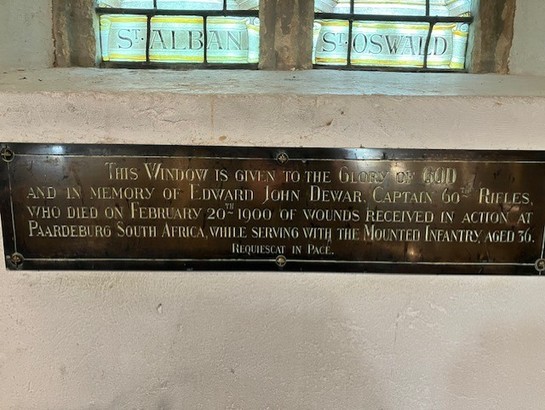 ST. ALBAN
ST. OSWALD
THIS WINDOW IS GIVEN TO THE GLORY OF GOD
AND IN MEMORY OF EDWARD JOHN DEWAR, CAPTAIN 60TH RIFLES,
WHO DIED ON FEBRUARY 20TH 1900 OF WOUNDS RECEIVED IN ACTION AT
PAARDEBURG SOUTH AFRICA, WHILE SERVING WITH THE MOUNTED INFANTRY, AGED 36.
REQUIESCAT IN PACE.